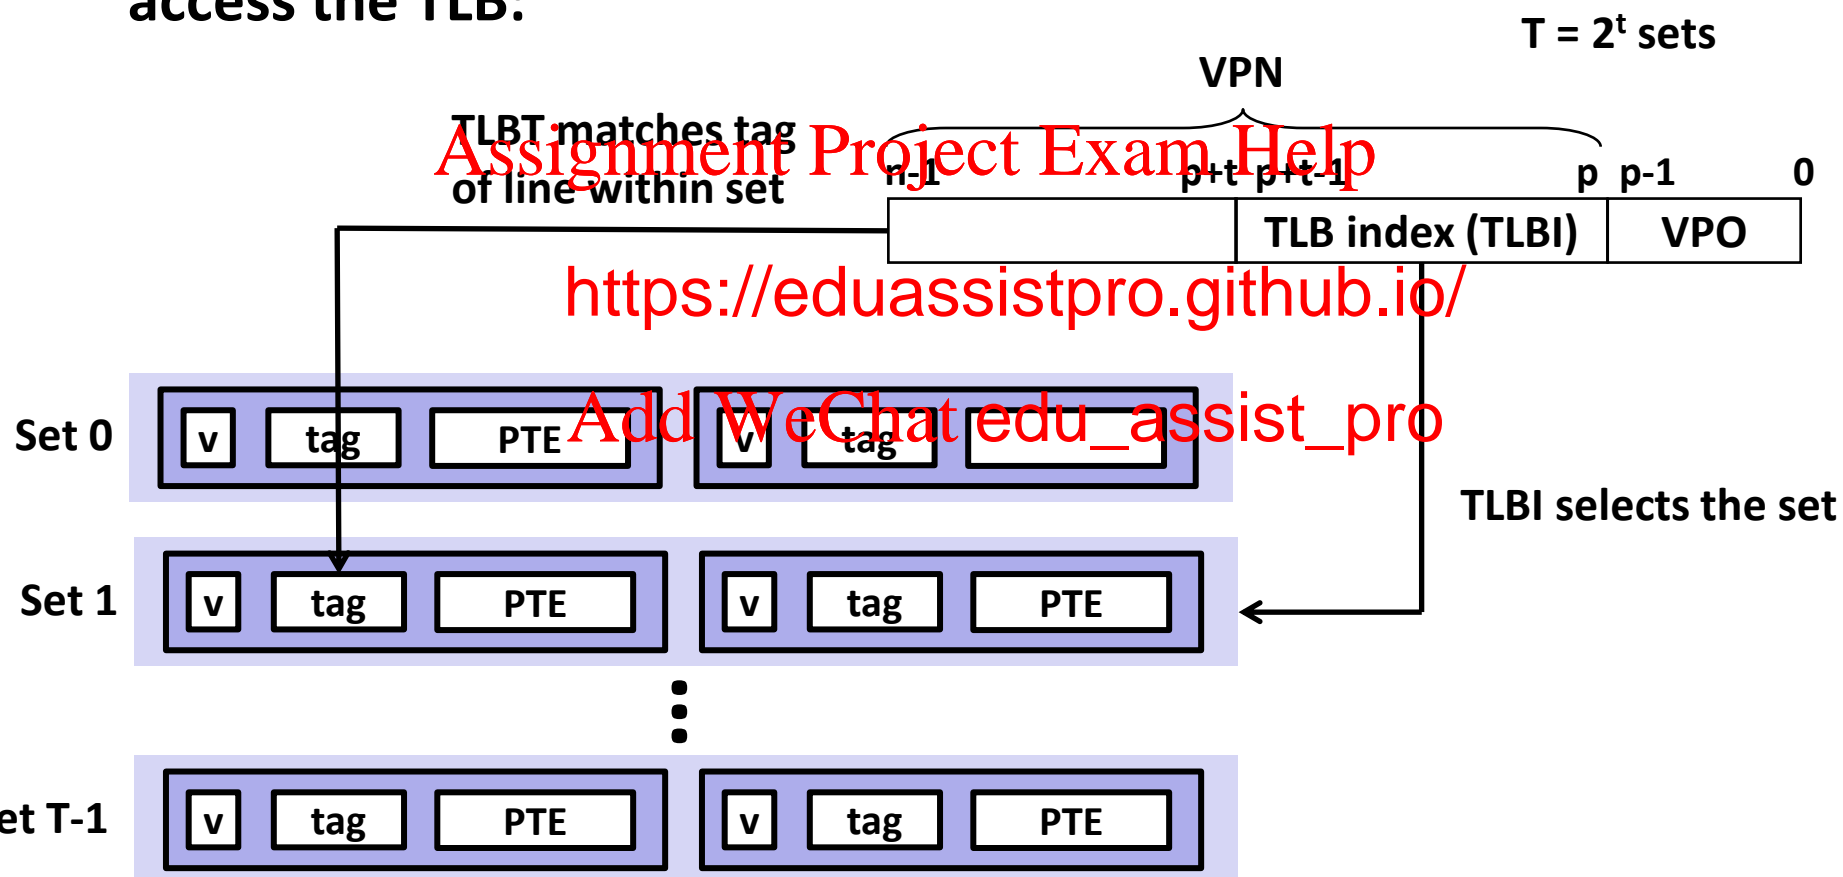 access the TLB:
T = 2^t sets
VPN
TLBT matches tag
of line within set
Assignment Project Exam Help
n-1 p+t p+t-1 p p-1 0
TLB index (TLBI) VPO
https://eduassistpro.github.io/
Add WeChat edu_assist_pro
Set 0 v tag PTE v tag
TLBI selects the set
Set 1 v tag PTE v tag PTE
et T-1 v tag PTE v tag PTE